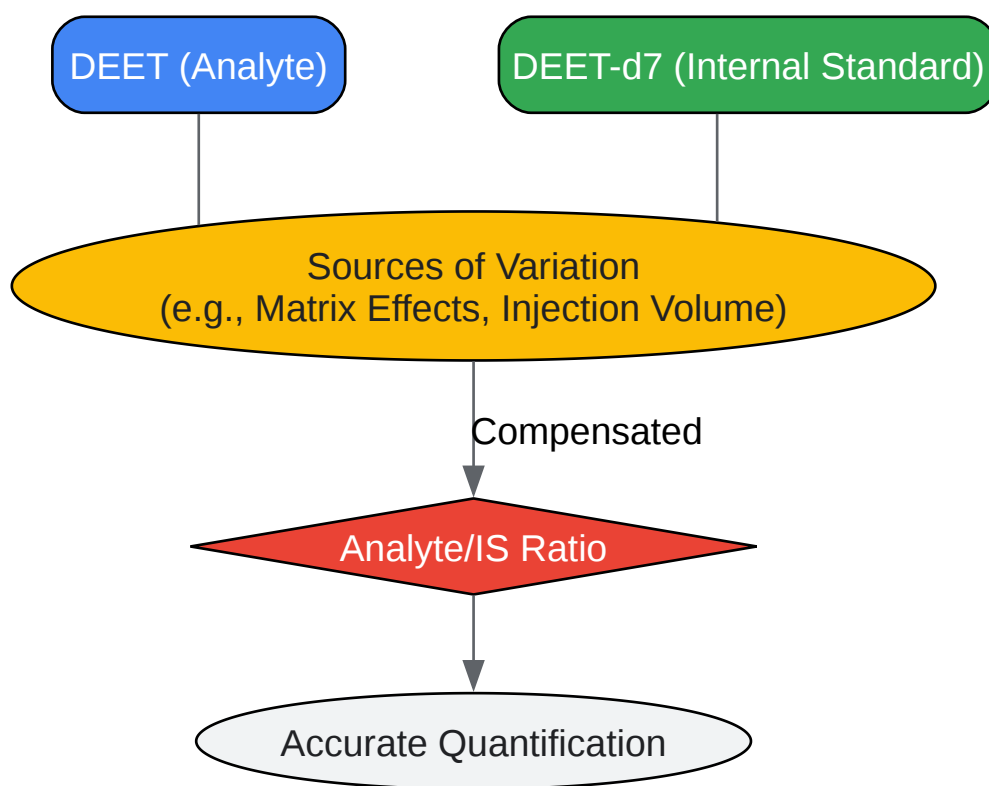 DEET (Analyte)
DEET-d7 (Internal Standard)
Sources of Variation
(e.g., Matrix Effects, Injection Volume)
Compensated
Analyte/IS Ratio
Accurate Quantification